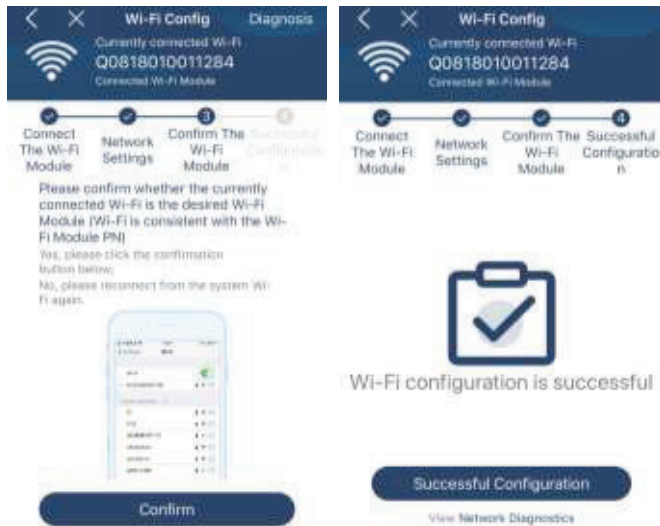 Wi-Fi Config
Diagnosis
Currently connected Wi-Fi
Q0818010011284
Connected Wi-Fi Module
3
Connect
The Wi-Fi
Module
Network
Settings
Confirm The
Wi-Fi
Module
Successful
Configuratio
n
Please confirm whether the currently
connected Wi-Fi is the desired Wi-Fi
Module (Wi-Fi is consistent with the Wi-
Fi Module PN)
Yes, please click the confirmation
button below;
No, please reconnect from the system Wi-
Fi again.
Confirm
Wi-Fi Config
Currently connected Wi-Fi
Q0818010011284
Connected Wi-Fi Module
4
Connect
The Wi-Fi
Module
Network
Settings
Confirm The
Wi-Fi
Module
Successful
Configuratio
n
Wi-Fi configuration is successful
Successful Configuration
View Network Diagnostics